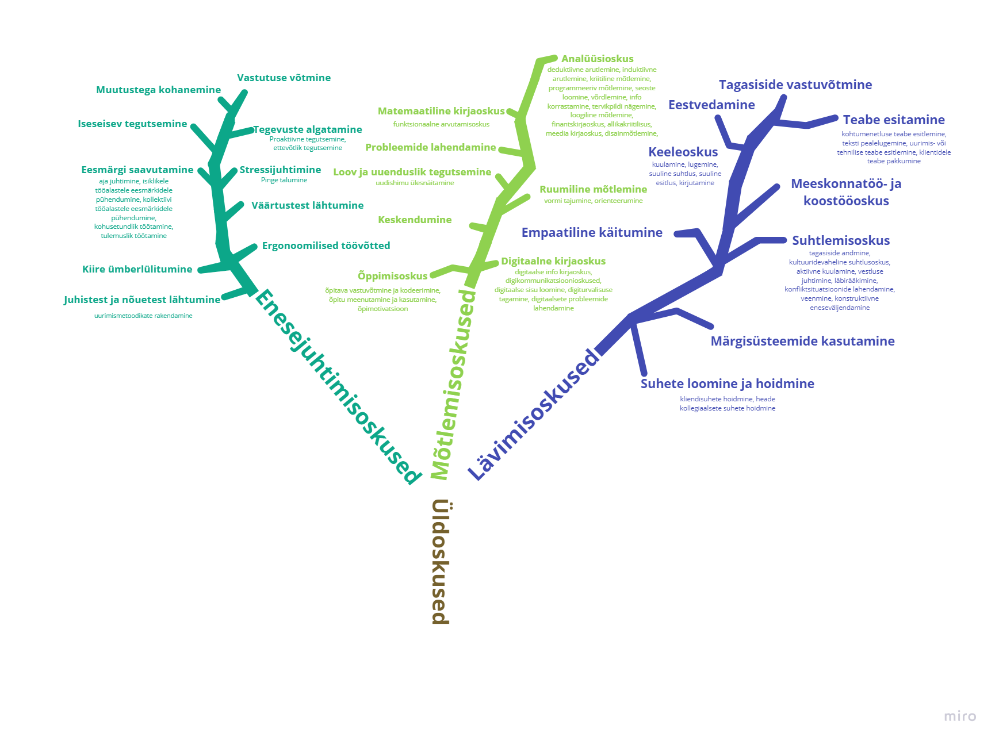 Vastutuse võtmine
Muutustega kohanemine
Iseseisev tegutsemine
Tegevuste algatamine
Proaktiivne tegutsemine,
ettevõtlik tegutsemine
Eesmärgi saavutamine
aja juhtimine, isiklikele
tööalastele eesmärkidele
pühendumine, kollektiivi
tööalastele eesmärkidele
pühendumine,
kohusetundlik töötamine,
tulemuslik töötamine
Stressijuhtimine
Pinge talumine
Väärtustest lähtumine
Ergonoomilised töövõtted
Kiire ümberlülitumine
Juhistest ja nõuetest lähtumine
uurimismetoodikate rakendamine
Enesejuhtimisoskused
Analüüsioskus
deduktiivne arutlemine, induktiivne
arutlemine, kriitiline mõtlemine,
programmeeriv mõtlemine, seoste
loomine, võrdlemine, info
korrastamine, tervikpildi nägemine,
loogiline mõtlemine,
finantskirjaoskus, allikakriitilisus,
meedia kirjaoskus, disainmõtlemine,
Matemaatiline kirjaoskus
funktsionaalne arvutamisoskus
Probleemide lahendamine
Loov ja uuenduslik tegutsemine
uudishimu ülesnäitamine
Ruumiline mõtlemine
vormi tajumine, orienteerumine
Keskendumine
Õppimisoskus
õpitava vastuvõtmine ja kodeerimine,
õpitu meenutamine ja kasutamine,
õpimotivatsioon
Digitaalne kirjaoskus
digitaalse info kirjaoskus,
digikommunikatsioonioskused,
digitaalse sisu loomine, digiturvalisuse
tagamine, digitaalsete probleemide
lahendamine
Mõtlemisoskused
Tagasiside vastuvõtmine
Eestvedamine
Teabe esitamine
kohtumenetluse teabe esitlemine,
teksti pealelugemine, uurimis- või
tehnilise teabe esitlemine, klientidele
teabe pakkumine
Keeleoskus
kuulamine, lugemine,
suuline suhtlus, suuline
esitlus, kirjutamine
Meeskonnatöö- ja
koostööoskus
Empaatiline käitumine
Suhtlemisoskus
tagasiside andmine,
kultuuridevaheline suhtlusoskus,
aktiivne kuulamine, vestluse
juhtimine, läbirääkimine,
konfliktsituatsioonide lahendamine,
veenmine, konstruktiivne
eneseväljendamine
Märgisüsteemide kasutamine
Suhete loomine ja hoidmine
kliendisuhete hoidmine, heade
kollegiaalsete suhete hoidmine
Lävimisoskused
Üldoskused
miro